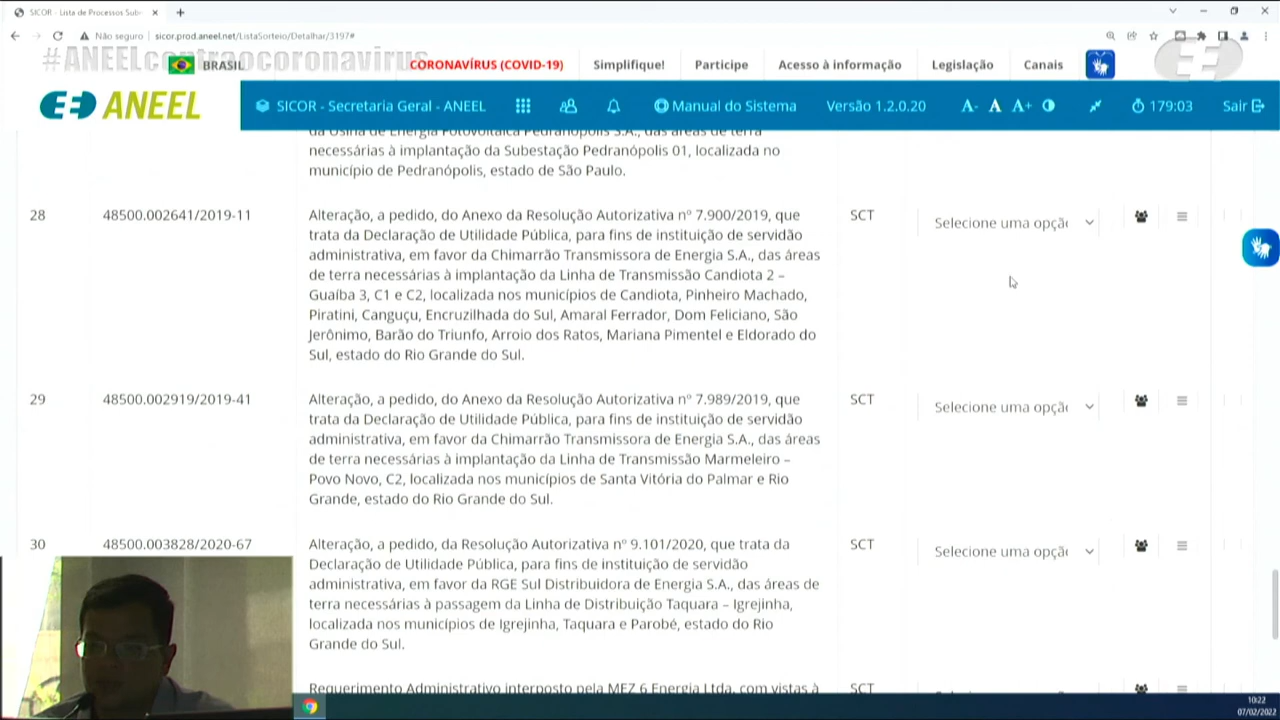 SICOR - Lista de Processos Sub
Não seguro | sicor.prod.aneel.net/ListaSorteio/Detalhar/3197#
#ANEELcontraocoronavírus
BRASIL CORONAVÍRUS (COVID-19) Simplifique! Participe Acesso à informação Legislação Canais
ANEEL SICOR - Secretaria Geral - ANEEL Manual do Sistema Versão 1.2.0.20 A- A A+ 179:03 Sair
da Usina de Energia Fotovoltaica Pedranópolis S.A., das áreas de terra
necessárias à implantação da Subestação Pedranópolis 01, localizada no
município de Pedranópolis, estado de São Paulo.
28 48500.002641/2019-11 Alteração, a pedido, do Anexo da Resolução Autorizativa nº 7.900/2019, que SCT Selecione uma opçã
trata da Declaração de Utilidade Pública, para fins de instituição de servidão
administrativa, em favor da Chimarrão Transmissora de Energia S.A., das áreas
de terra necessárias à implantação da Linha de Transmissão Candiota 2 –
Guaíba 3, C1 e C2, localizada nos municípios de Candiota, Pinheiro Machado,
Piratini, Canguçu, Encruzilhada do Sul, Amaral Ferrador, Dom Feliciano, São
Jerônimo, Barão do Triunfo, Arroio dos Ratos, Mariana Pimentel e Eldorado do
Sul, estado do Rio Grande do Sul.
29 48500.002919/2019-41 Alteração, a pedido, do Anexo da Resolução Autorizativa nº 7.989/2019, que SCT Selecione uma opçã
trata da Declaração de Utilidade Pública, para fins de instituição de servidão
administrativa, em favor da Chimarrão Transmissora de Energia S.A., das áreas
de terra necessárias à implantação da Linha de Transmissão Marmeleiro –
Povo Novo, C2, localizada nos municípios de Santa Vitória do Palmar e Rio
Grande, estado do Rio Grande do Sul.
30 48500.003828/2020-67 Alteração, a pedido, da Resolução Autorizativa nº 9.101/2020, que trata da SCT Selecione uma opçã
Declaração de Utilidade Pública, para fins de instituição de servidão
administrativa, em favor da RGE Sul Distribuidora de Energia S.A., das áreas de
terra necessárias à passagem da Linha de Distribuição Taquara – Igrejinha,
localizada nos municípios de Igrejinha, Taquara e Parobé, estado do Rio
Grande do Sul.
Requerimento Administrativo interposto pela MEZ 6 Energia Ltda. com vistas à SCT
10:22
07/02/2022